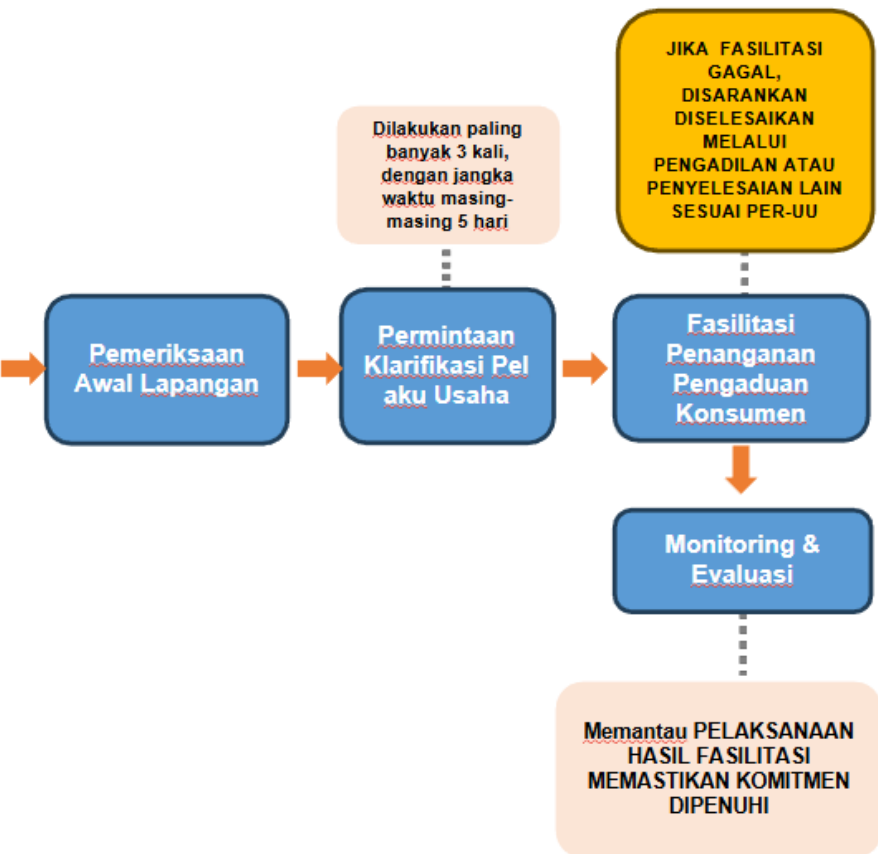 JIKA FASILITASI
GAGAL,
DISARANKAN
DISELESAIKAN
MELALUI
PENGADILAN ATAU
PENYELESAIAN LAIN
SESUAI PER-UU
Dilakukan paling
banyak 3 kali,
dengan jangka
waktu masing-
masing 5 hari
Pemeriksaan
Awal Lapangan
Permintaan
Klarifikasi Pel
aku Usaha
Fasilitasi
Penanganan
Pengaduan
Konsumen
Monitoring &
Evaluasi
Memantau PELAKSANAAN
HASIL FASILITASI
MEMASTIKAN KOMITMEN
DIPENUHI